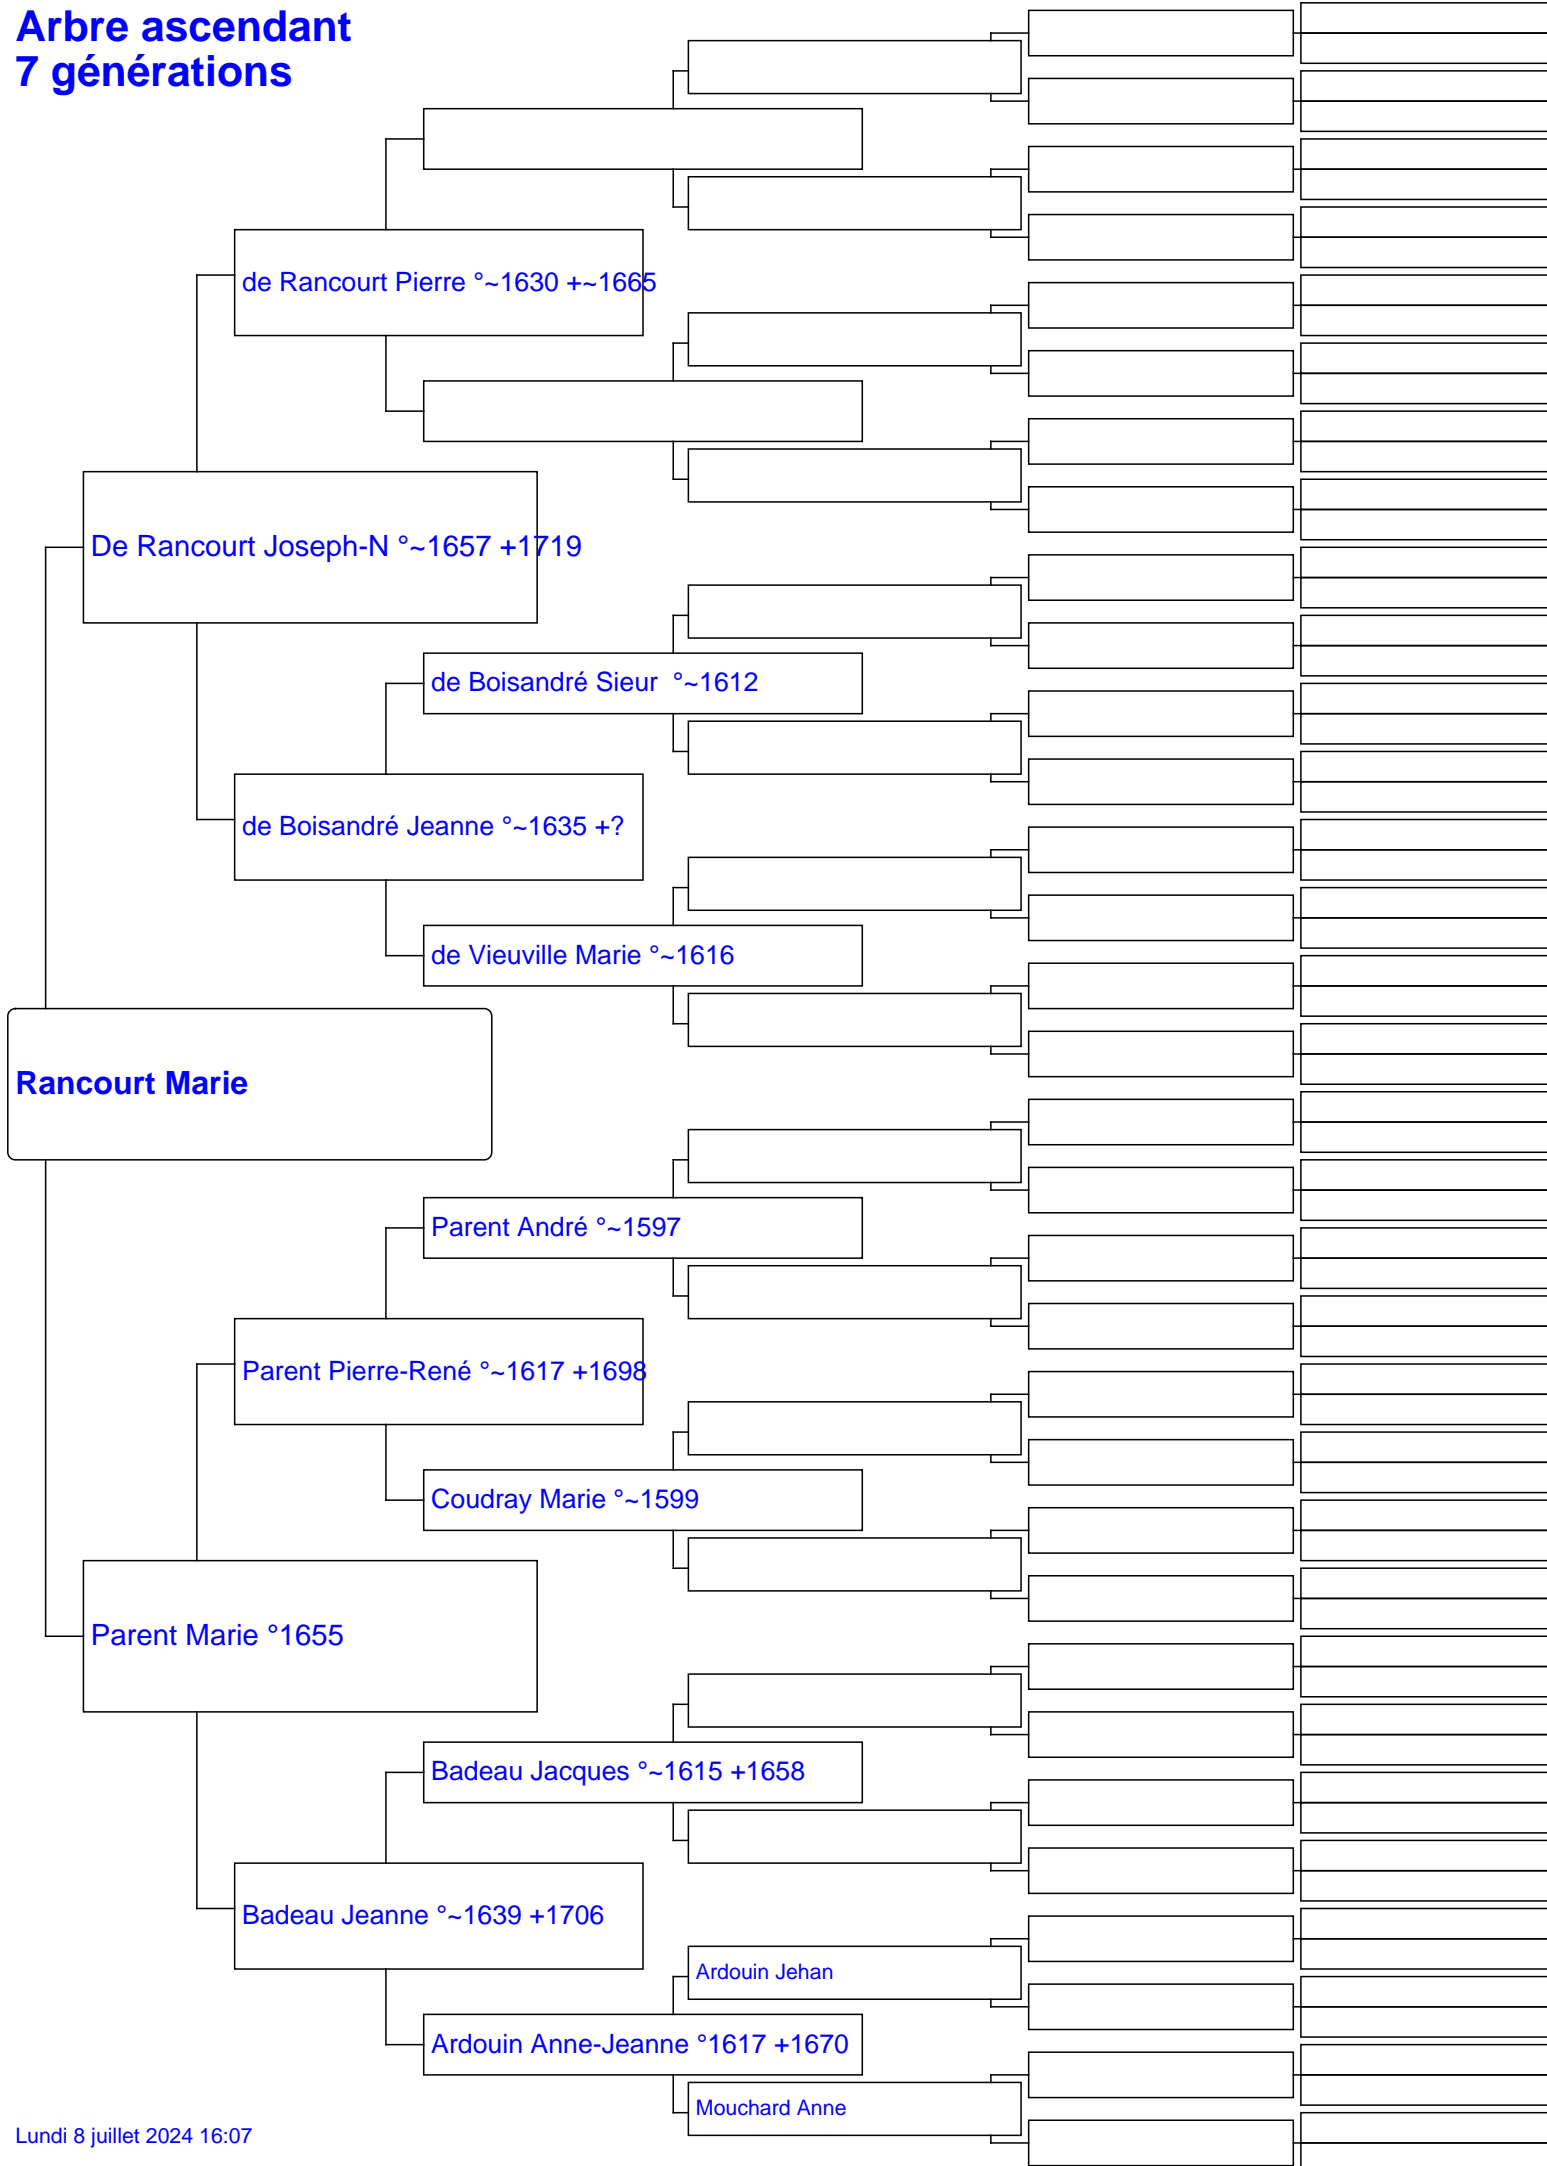 Arbre ascendant
7 générations
de Rancourt Pierre °~1630 +~1665
De Rancourt Joseph-N °~1657 +1719
de Boisandré Sieur  °~1612
de Boisandré Jeanne °~1635 +?
de Vieuville Marie °~1616
Rancourt Marie
Parent André °~1597
Parent Pierre-René °~1617 +1698
Coudray Marie °~1599
Parent Marie °1655
Badeau Jacques °~1615 +1658
Badeau Jeanne °~1639 +1706
Ardouin Jehan
Ardouin Anne-Jeanne °1617 +1670
Mouchard Anne
Lundi 8 juillet 2024 16:07